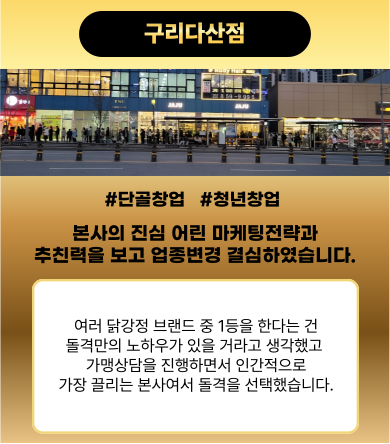 구리다산점
JAJU
JAJU
#단골창업 #청년창업
본사의 진심 어린 마케팅전략과
추친력을 보고 업종변경 결심하였습니다.
여러 닭강정 브랜드 중 1등을 한다는 건
돌격만의 노하우가 있을 거라고 생각했고
가맹상담을 진행하면서 인간적으로
가장 끌리는 본사여서 돌격을 선택했습니다.